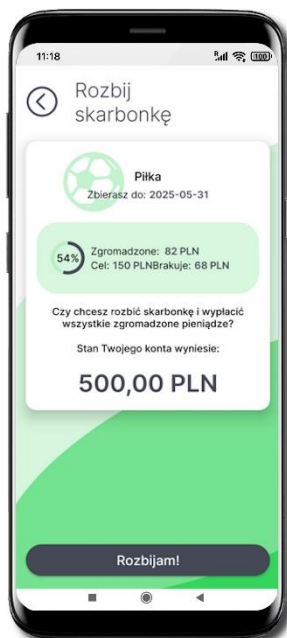 11:18
100
Rozbij
skarbonkę
Piłka
Zbierasz do: 2025-05-31
54%
Zgromadzone: 82 PLN
Cel: 150 PLNBrakuje: 68 PLN
Czy chcesz rozbić skarbonkę i wypłacić
wszystkie zgromadzone pieniądze?
Stan Twojego konta wyniesie:
500,00 PLN
Rozbijam!